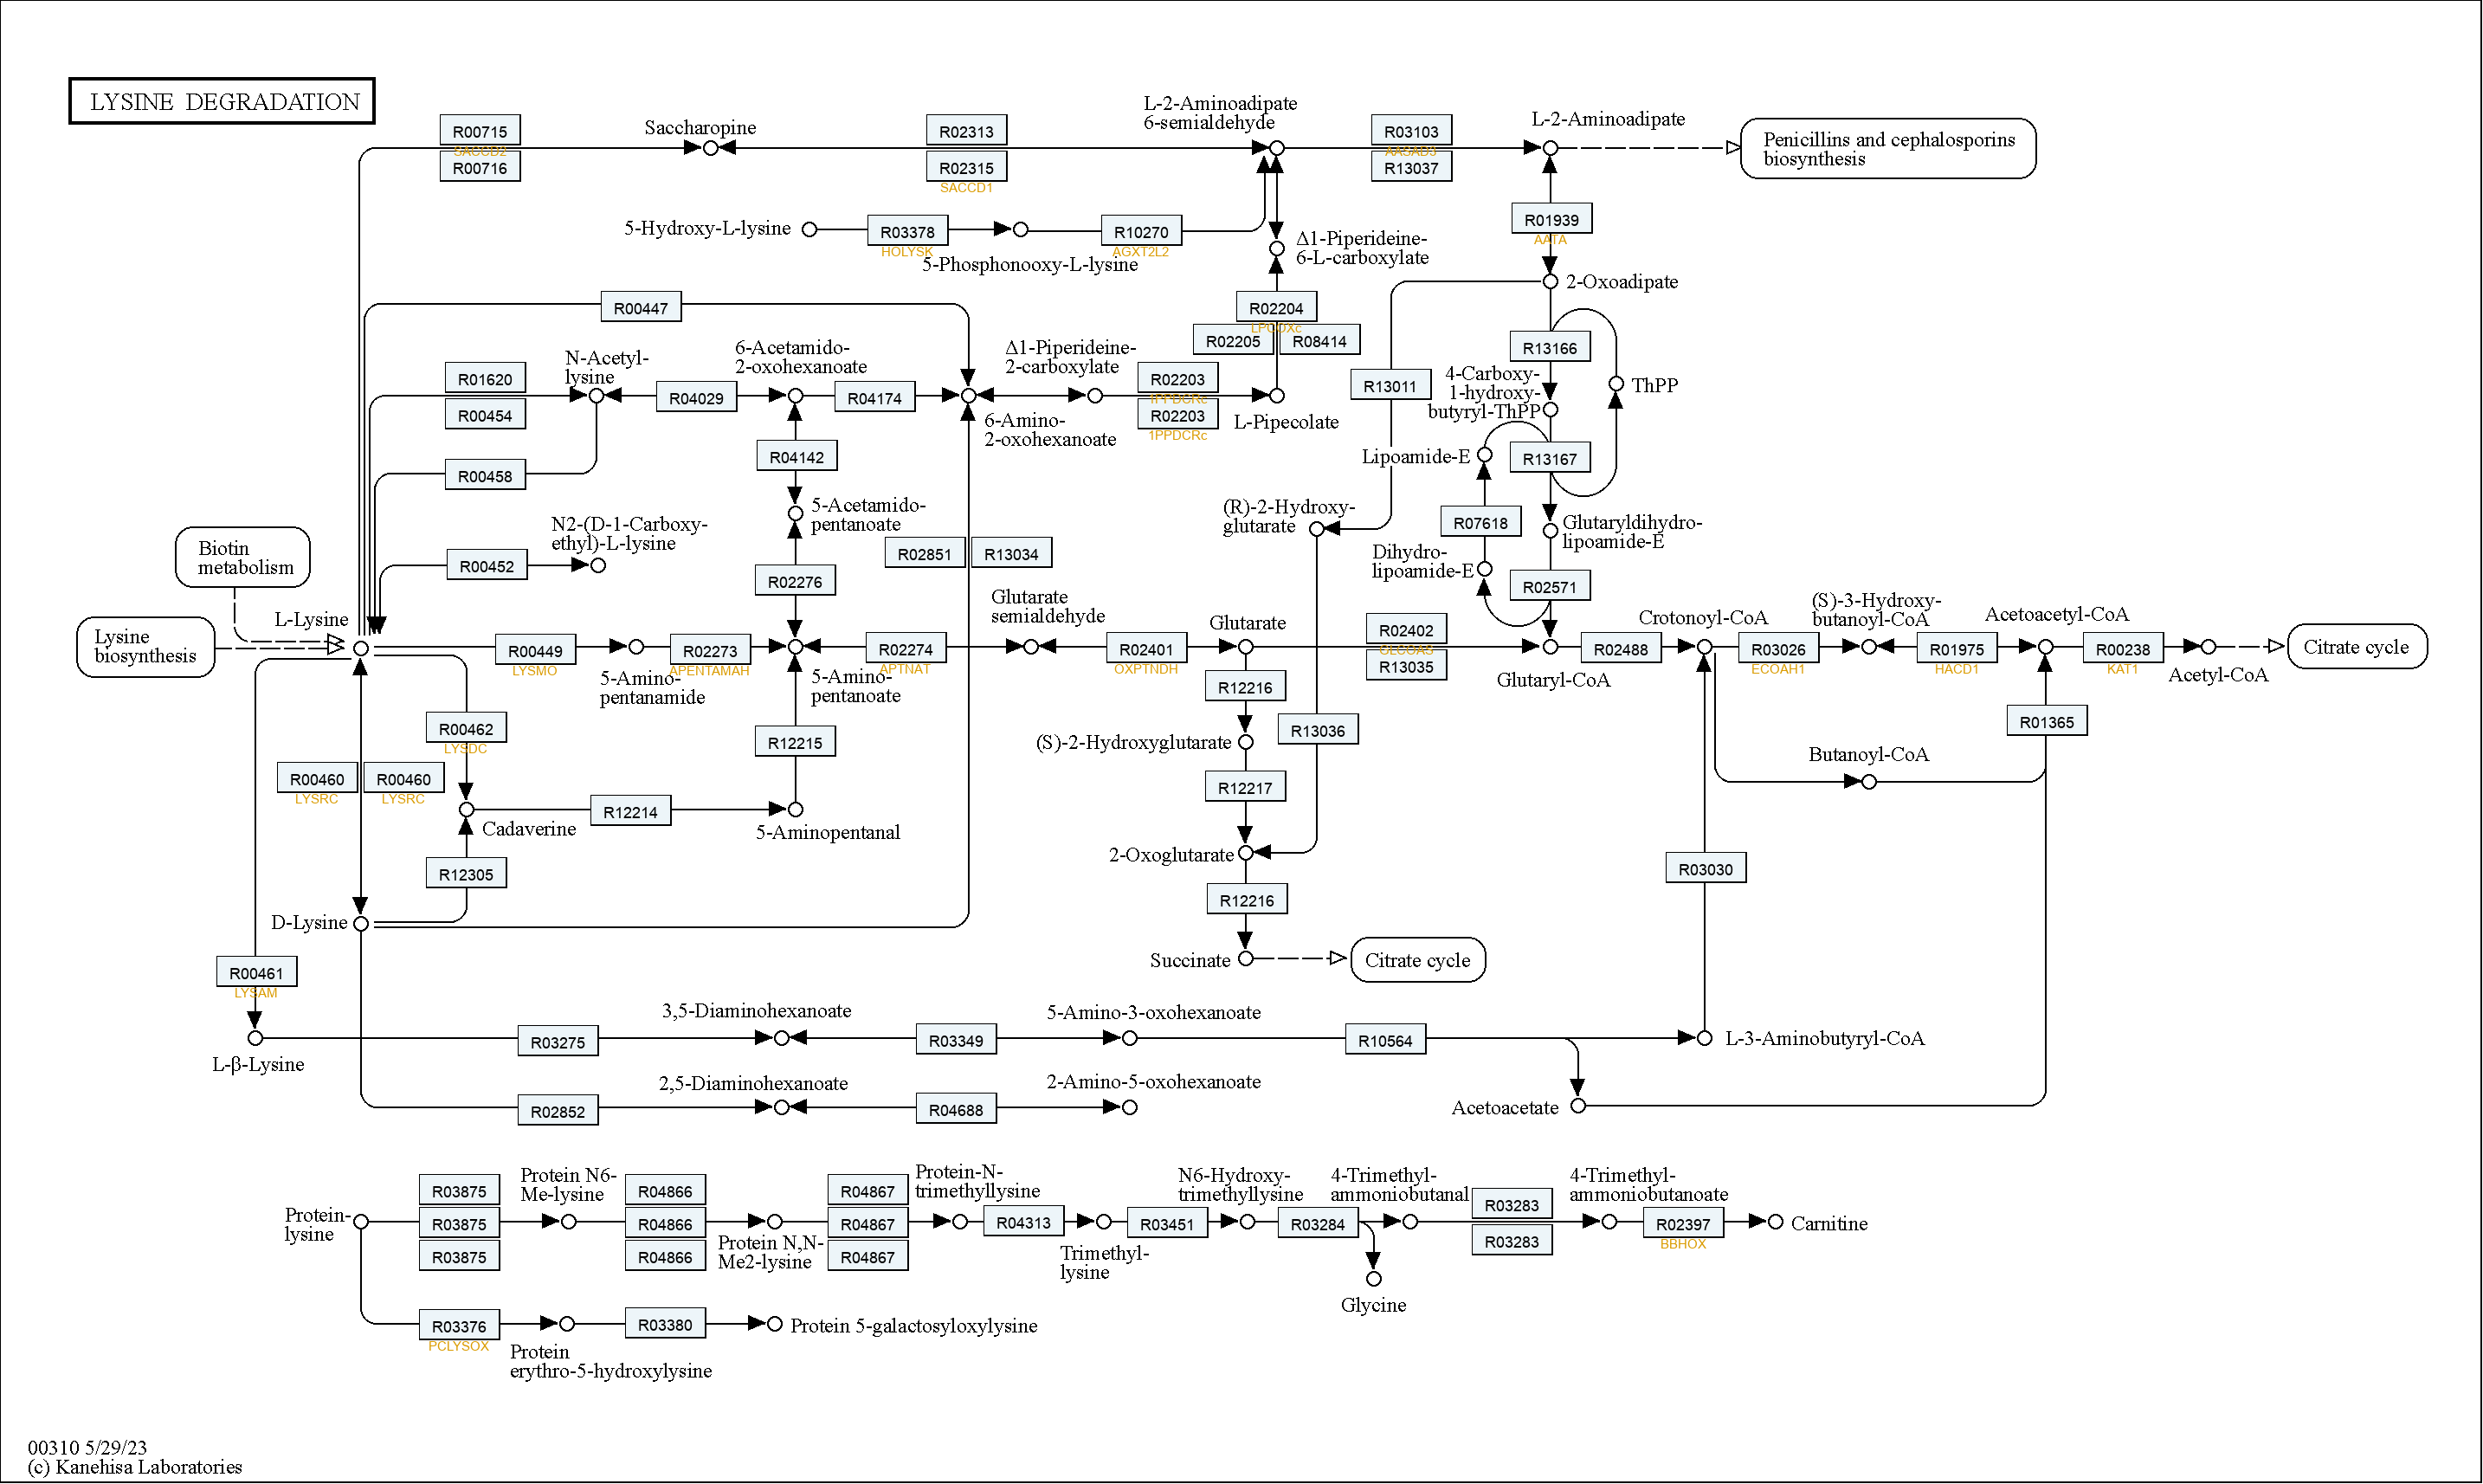 LYSINE DEGRADATION
R00715
SACCD2
R00716
Saccharopine
R02313
R02315
SACCD1
L-2-Aminoadipate
6-semialdehyde
R03103
AASAD3
R13037
L-2-Aminoadipate
Penicillins and cephalosporins
biosynthesis
5-Hydroxy-L-lysine
R03378
HOLYSK
5-Phosphonooxy-L-lysine
R10270
AGXT2L2
Δ1-Piperideine-
6-L-carboxylate
R01939
AATA
2-Oxoadipate
R00447
R02204
R02205
R08414
R13166
ThPP
R13011
4-Carboxy-
1-hydroxy-
butyryl-ThPP
R01620
R00454
N-Acetyl-
lysine
R04029
6-Acetamido-
2-oxohexanoate
R04174
6-Amino-
2-oxohexanoate
Δ1-Piperideine-
2-carboxylate
R02203
R02203
1PPDCRc
L-Pipecolate
R00458
R04142
Lipoamide-E
R13167
5-Acetamido-
pentanoate
(R)-2-Hydroxy-
glutarate
R07618
Glutaryldihydro-
lipoamide-E
N2-(D-1-Carboxy-
ethyl)-L-lysine
R00452
R02851
R13034
Dihydro-
lipoamide-E
R02276
R02571
Biotin
metabolism
Lysine
biosynthesis
L-Lysine
R00449
LYSMO
5-Amino-
pentanamide
R02273
APENTAMAH
5-Amino-
pentanoate
R02274
APTNAT
Glutarate
semialdehyde
R02401
OXPTNDH
Glutarate
R02402
R13035
Glutaryl-CoA
R02488
Crotonoyl-CoA
R03026
ECOAH1
(S)-3-Hydroxy-
butanoyl-CoA
R01975
HACD1
Acetoacetyl-CoA
R00238
KAT1
Acetyl-CoA
Citrate cycle
R12216
R00462
LYSDC
R12215
(S)-2-Hydroxyglutarate
R13036
R01365
Butanoyl-CoA
R00460
LYSRC
R00460
LYSRC
R12217
Cadaverine
R12214
5-Aminopentanal
2-Oxoglutarate
R12305
R03030
R12216
D-Lysine
Succinate
Citrate cycle
R00461
LYSAM
L-β-Lysine
R03275
3,5-Diaminohexanoate
R03349
5-Amino-3-oxohexanoate
R10564
L-3-Aminobutyryl-CoA
R02852
2,5-Diaminohexanoate
R04688
2-Amino-5-oxohexanoate
Acetoacetate
Protein-
lysine
R03875
R03875
R03875
Protein N6-
Me-lysine
R04866
R04866
R04866
Protein N,N-
Me2-lysine
R04867
R04867
R04867
Protein-N-
trimethyllysine
R04313
Trimethyl-
lysine
R03451
N6-Hydroxy-
trimethyllysine
R03284
Glycine
4-Trimethyl-
ammoniobutanal
R03283
R03283
4-Trimethyl-
ammoniobutanoate
R02397
BBHOX
Carnitine
R03376
PCLYSOX
Protein
erythro-5-hydroxylysine
R03380
Protein 5-galactosyloxylysine
00310 5/29/23
(c) Kanehisa Laboratories